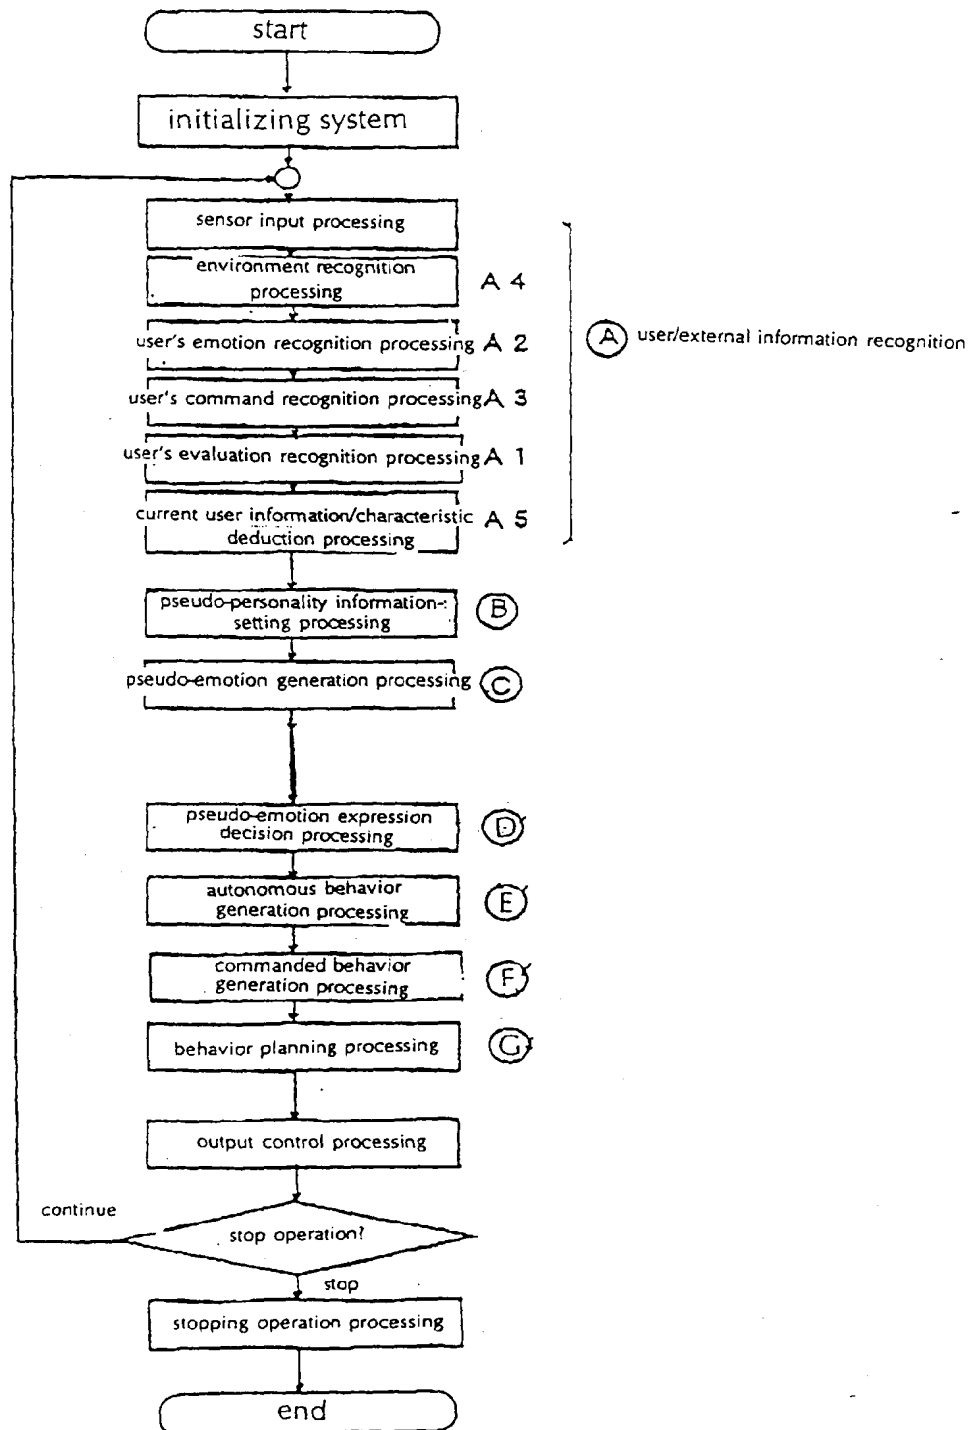 start
initializing system
sensor input processing
environment recognition
processing
A 4
user's emotion recognition processing A 2
A user/external information recognition
user's command recognition processing A 3
user's evaluation recognition processing A 1
current user information/characteristic
deduction processing
A 5
pseudo-personality information-
setting processing
B
pseudo-emotion generation processing C
pseudo-emotion expression
decision processing
D
autonomous behavior
generation processing
E
commanded behavior
generation processing
F
behavior planning processing
G
output control processing
continue
stop operation?
stop
stopping operation processing
end